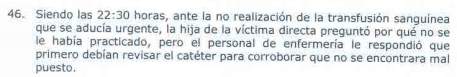 46. Siendo las 22:30 horas, ante la no realización de la transfusión sanguínea
que se aducía urgente, la hija de la víctima directa preguntó por qué no se
le había practicado, pero el personal de enfermería le respondió que
primero debían revisar el catéter para corroborar que no se encontrara mal
puesto.